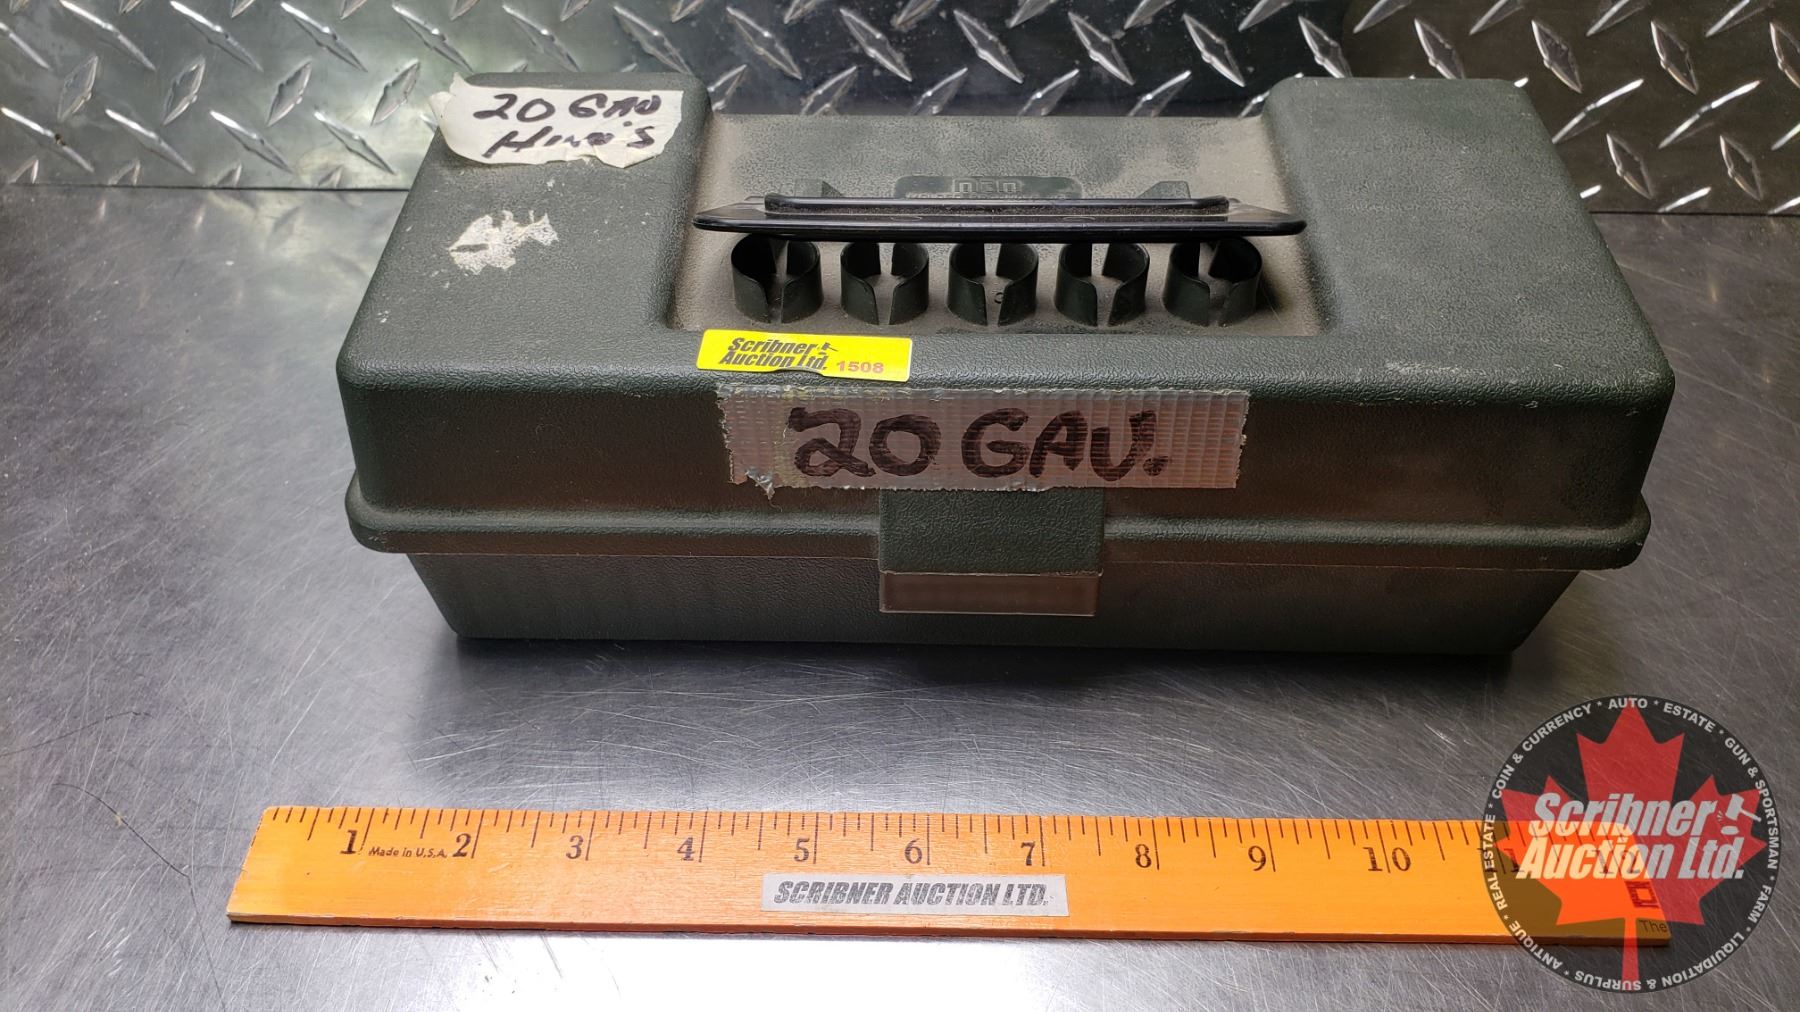 20 GAU
Scribner
Auction Ltd. 1508
20 GAU.
1 2 3 4 5 6 7 8 9 10
Made in U.S.A.
SCRIBNER AUCTION LTD.
The
COIN & CURRENCY * AUTO * ESTATE * GUN & SPORTSMAN * FARM * LIQUIDATION & SURPLUS * ANTIQUE * REAL ESTATE *
Scribner
Auction Ltd.